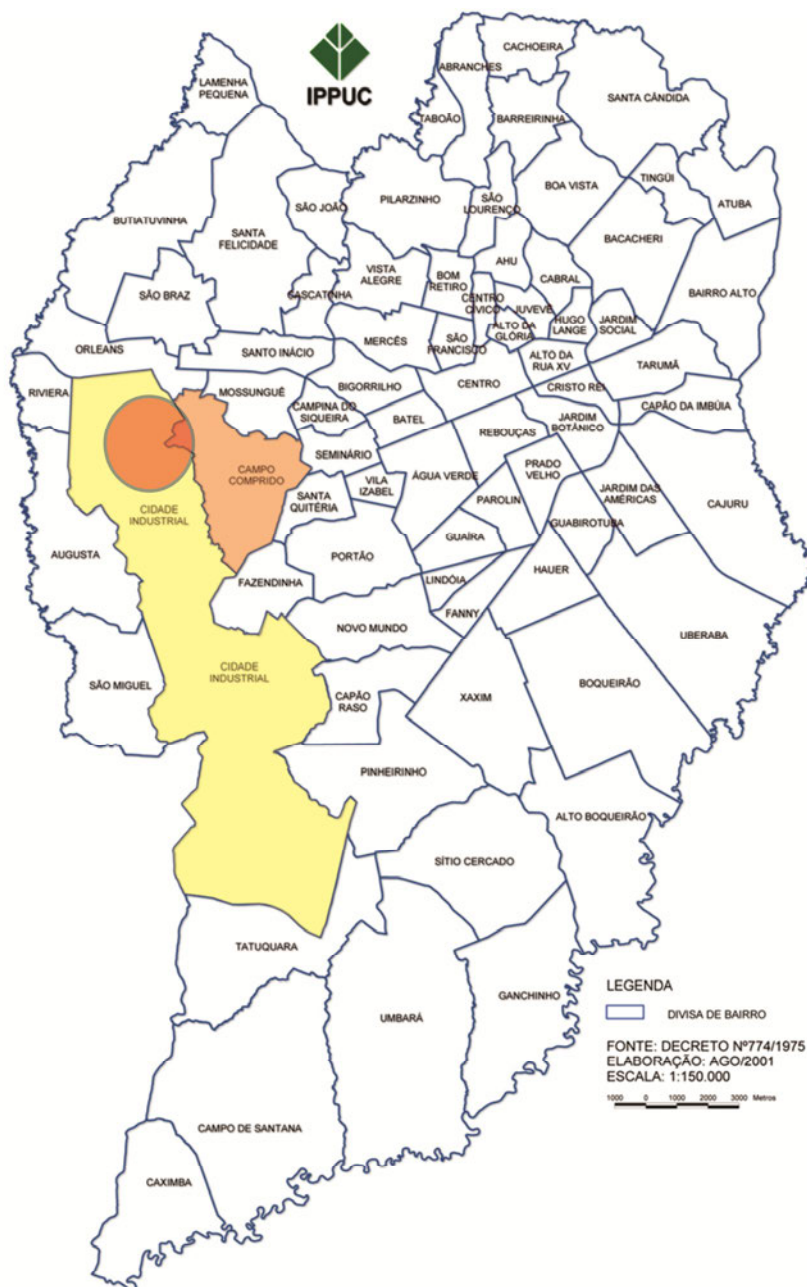 IPPUC
CACHOEIRA
ABRANCHES
LAMENHA
PEQUENA
SANTA CÂNDIDA
TABOÃO
BARREIRINHA
TINGÜI
BOA VISTA
PILARZINHO
SÃO
LOURENÇO
SÃO JOÃO
ATUBA
BUTIATUVINHA
SANTA
FELICIDADE
BACACHERI
AHU
VISTA
ALEGRE
BOM
RETIRO
CABRAL
SÃO BRAZ
CASCATINHA
CENTRO
CÍVICO
JUVEVÊ
HUGO
LANGE
JARDIM
SOCIAL
BAIRRO ALTO
ALTO DA
GLÓRIA
MERCÊS
SÃO
FRANCISCO
ORLEANS
SANTO INÁCIO
ALTO DA
RUA XV
TARUMÃ
RIVIERA
MOSSUNGUÊ
BIGORRILHO
CENTRO
CRISTO REI
CAMPINA DO
SIQUEIRA
BATEL
CAPÃO DA IMBÚIA
REBOUÇAS
JARDIM
BOTÂNICO
SEMINÁRIO
CAMPO
COMPRIDO
ÁGUA VERDE
PRADO
VELHO
VILA
IZABEL
SANTA
QUITÉRIA
PAROLIN
JARDIM DAS
AMÉRICAS
CAJURU
CIDADE
INDUSTRIAL
GUABIROTUBA
GUAÍRA
AUGUSTA
PORTÃO
FAZENDINHA
LINDÓIA
HAUER
FANNY
NOVO MUNDO
UBERABA
CIDADE
INDUSTRIAL
SÃO MIGUEL
BOQUEIRÃO
CAPÃO
RASO
XAXIM
PINHEIRINHO
ALTO BOQUEIRÃO
SÍTIO CERCADO
TATUQUARA
GANCHINHO
UMBARÁ
CAMPO DE SANTANA
CAXIMBA
LEGENDA
DIVISA DE BAIRRO
FONTE: DECRETO Nº774/1975
ELABORAÇÃO: AGO/2001
ESCALA: 1:150.000
1000 0 1000 2000 3000 Metros